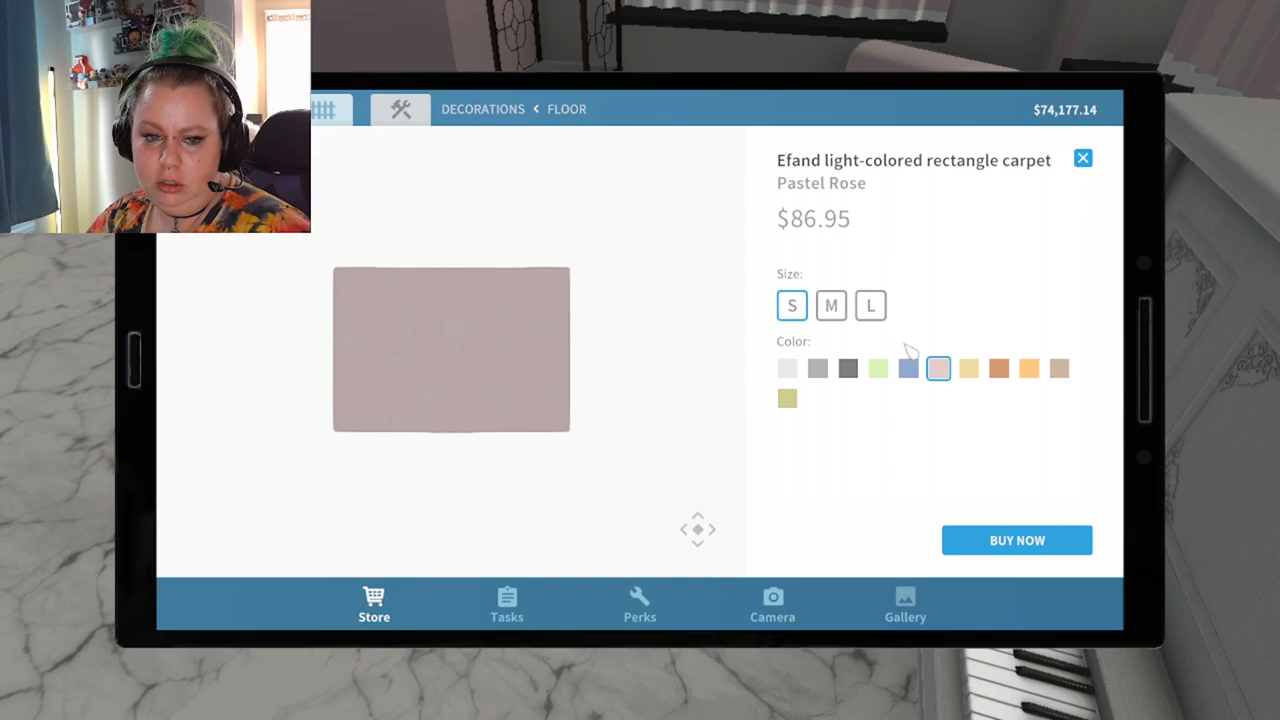 DECORATIONS < FLOOR
$74,177.14
Efand light-colored rectangle carpet
Pastel Rose
$86.95
Size:
S M L
Color:
BUY NOW
Store Tasks Perks Camera Gallery